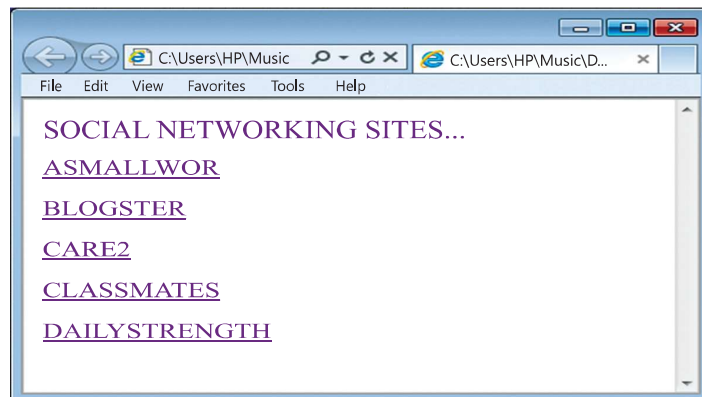 C:\Users\HP\Music
C:\Users\HP\Music\D...
File Edit View Favorites Tools Help
SOCIAL NETWORKING SITES...
ASMALLWOR
BLOGSTER
CARE2
CLASSMATES
DAILYSTRENGTH